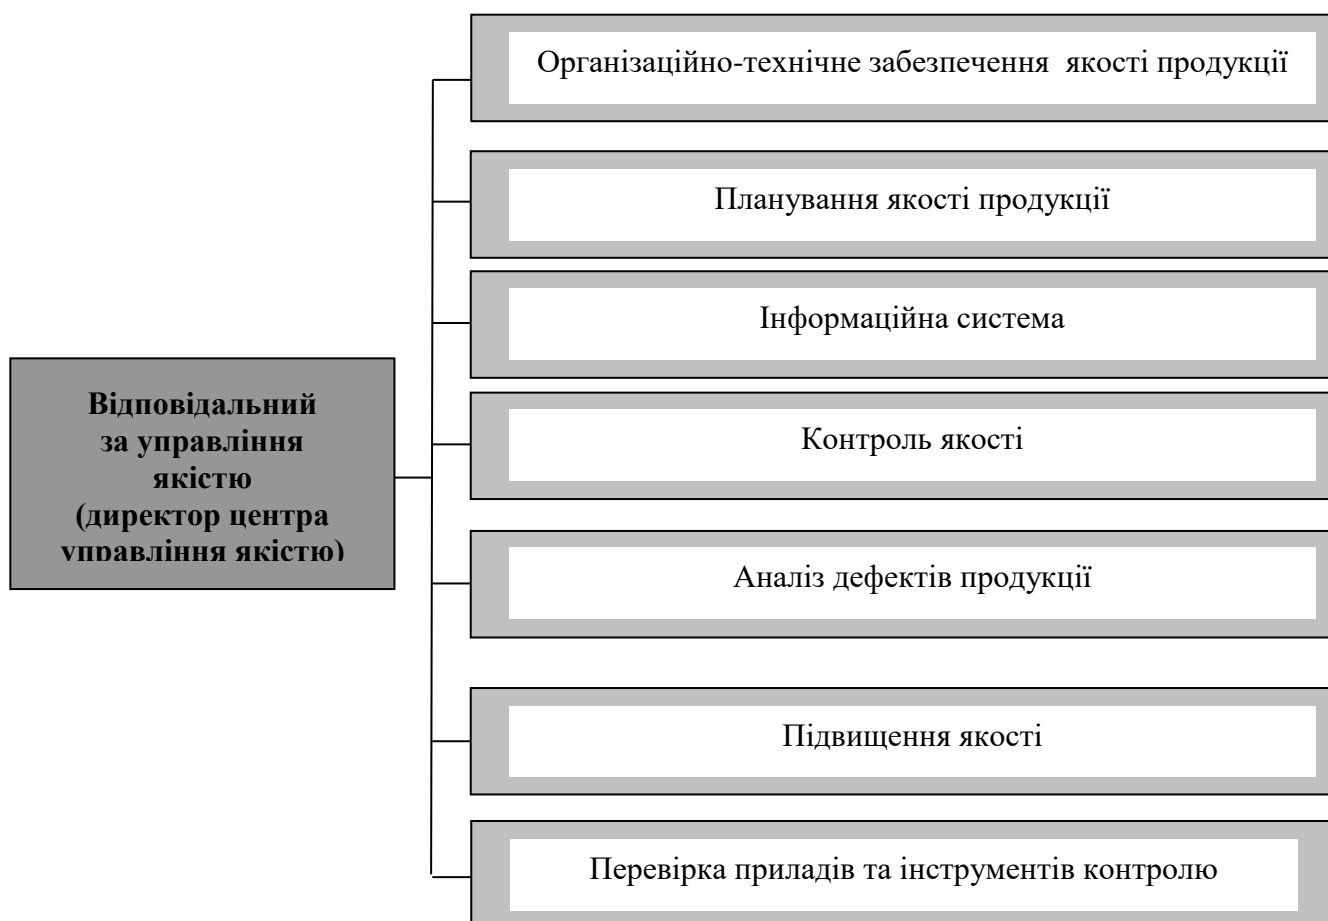 Організаційно-технічне забезпечення якості продукції
Планування якості продукції
Інформаційна система
Відповідальний
за управління
якістю
(директор центра
управління якістю)
Контроль якості
Аналіз дефектів продукції
Підвищення якості
Перевірка приладів та інструментів контролю